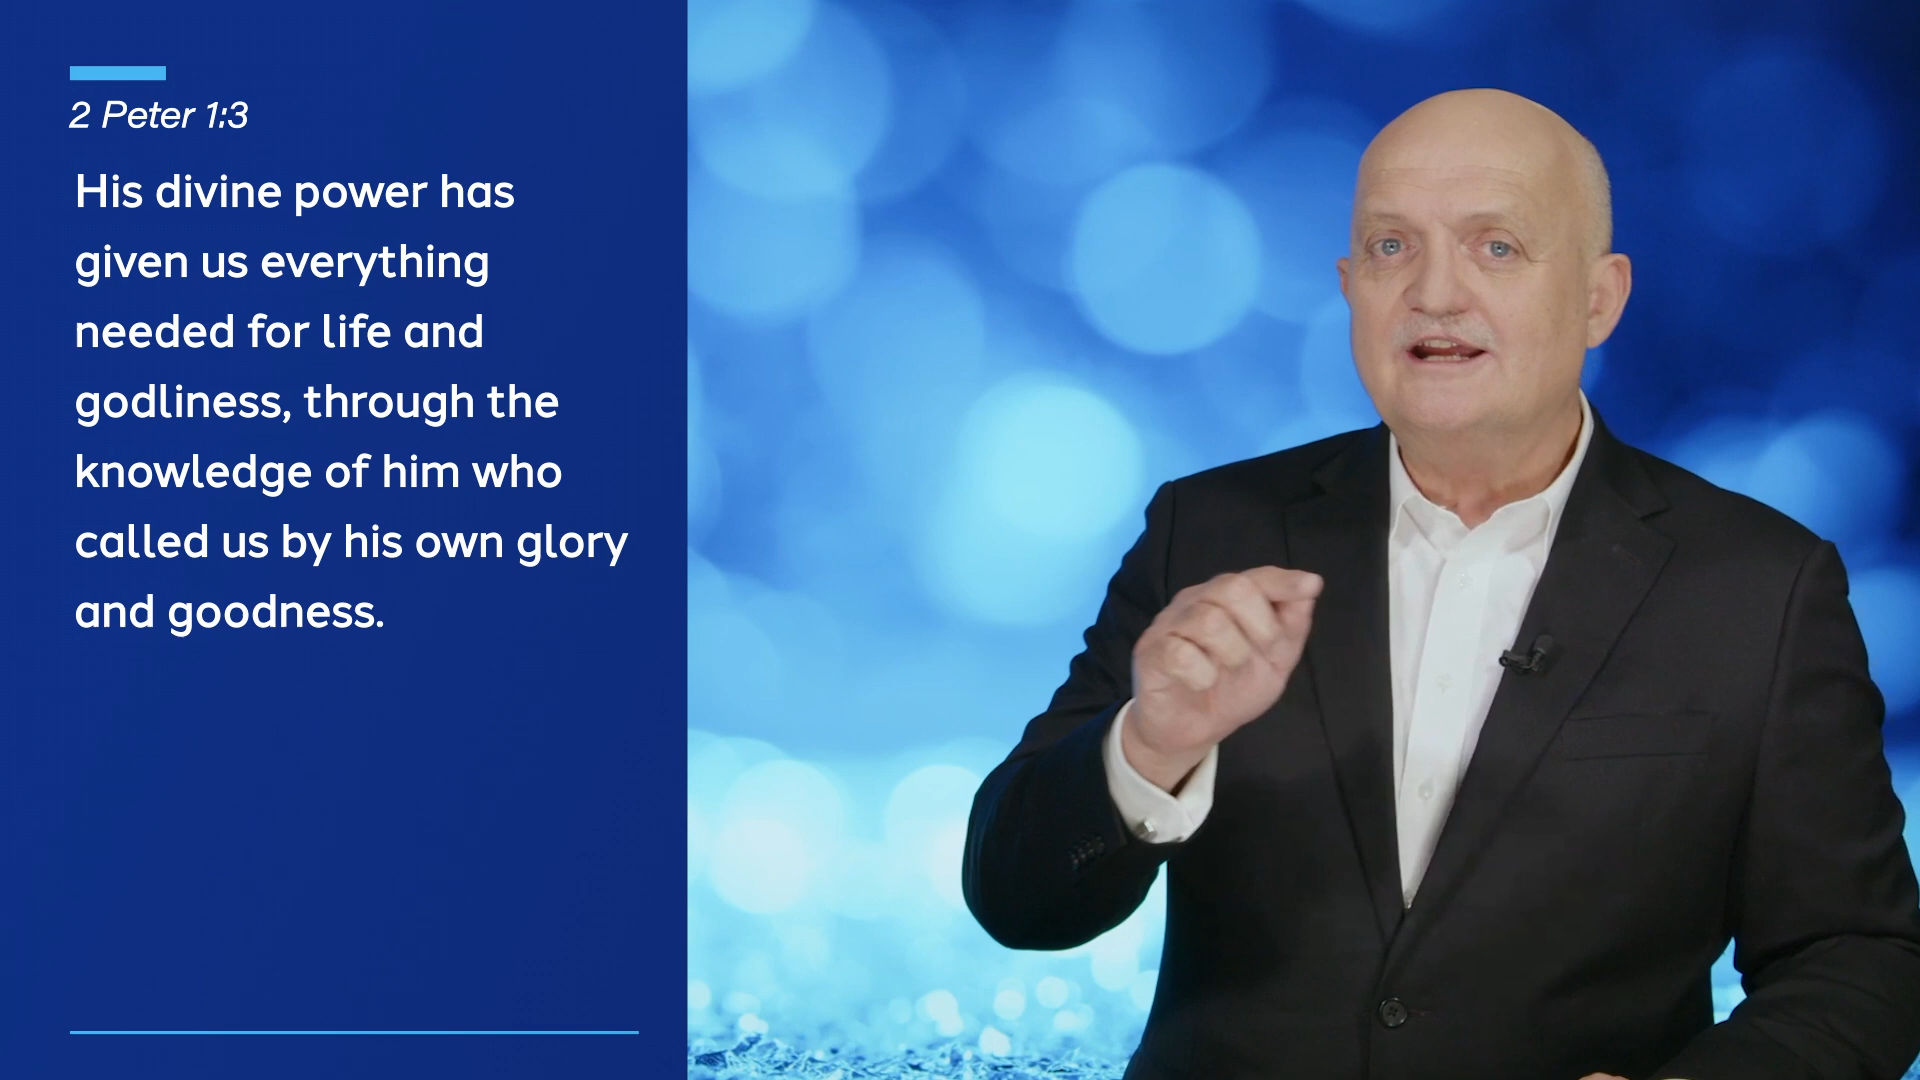 2 Peter 1:3
His divine power has
given us everything
needed for life and
godliness, through the
knowledge of him who
called us by his own glory
and goodness.